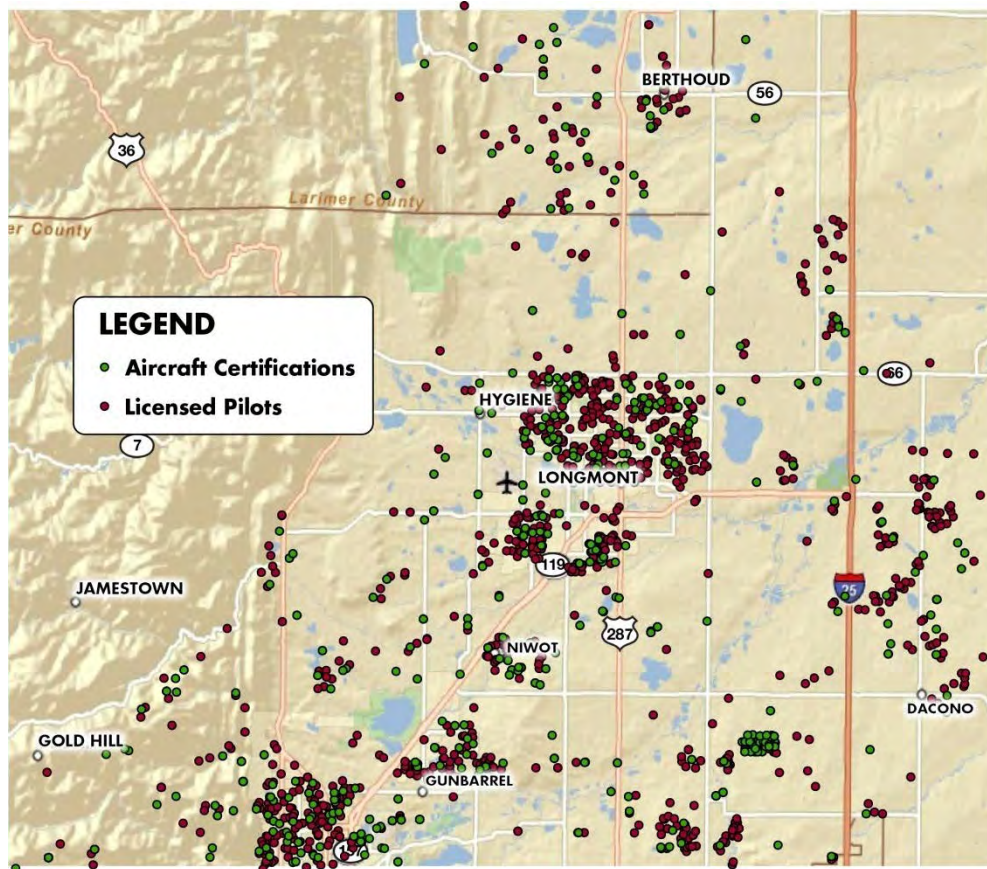 BERTHOUD
56
36
Larimer County
er County
LEGEND
Aircraft Certifications
Licensed Pilots
66
HYGIENE
7
LONGMONT
119
25
JAMESTOWN
287
NIWOT
DACONO
GOLD HILL
GUNBARREL